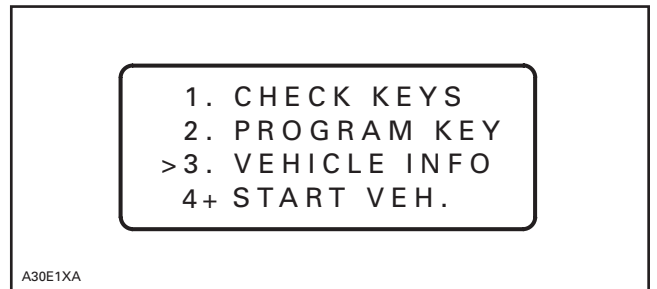 1. CHECK KEYS
2. PROGRAM KEY
>3. VEHICLE INFO
4+ START VEH.
A30E1XA